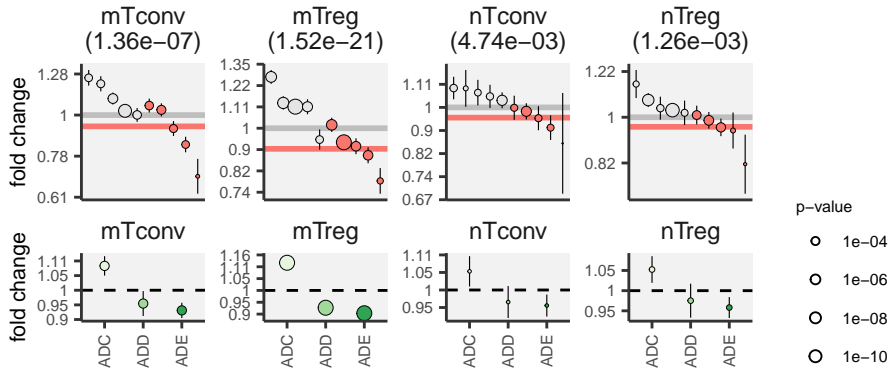 mTconv
(1.36e−07)
mTreg
(1.52e−21)
nTconv
(4.74e−03)
nTreg
(1.26e−03)
fold change
1.28
1
0.78
0.61
1.35
1.22
1.11
1
0.9
0.82
0.74
1.11
1
0.9
0.82
0.74
0.67
1.22
1
0.82
mTconv
mTreg
nTconv
nTreg
fold change
1.11
1.05
1
0.95
0.9
1.16
1.11
1.05
1
0.95
0.9
1.11
1.05
1
0.95
0.9
1.05
1
0.95
ADC
ADD
ADE
ADC
ADD
ADE
ADC
ADD
ADE
ADC
ADD
ADE
p−value
1e−04
1e−06
1e−08
1e−10